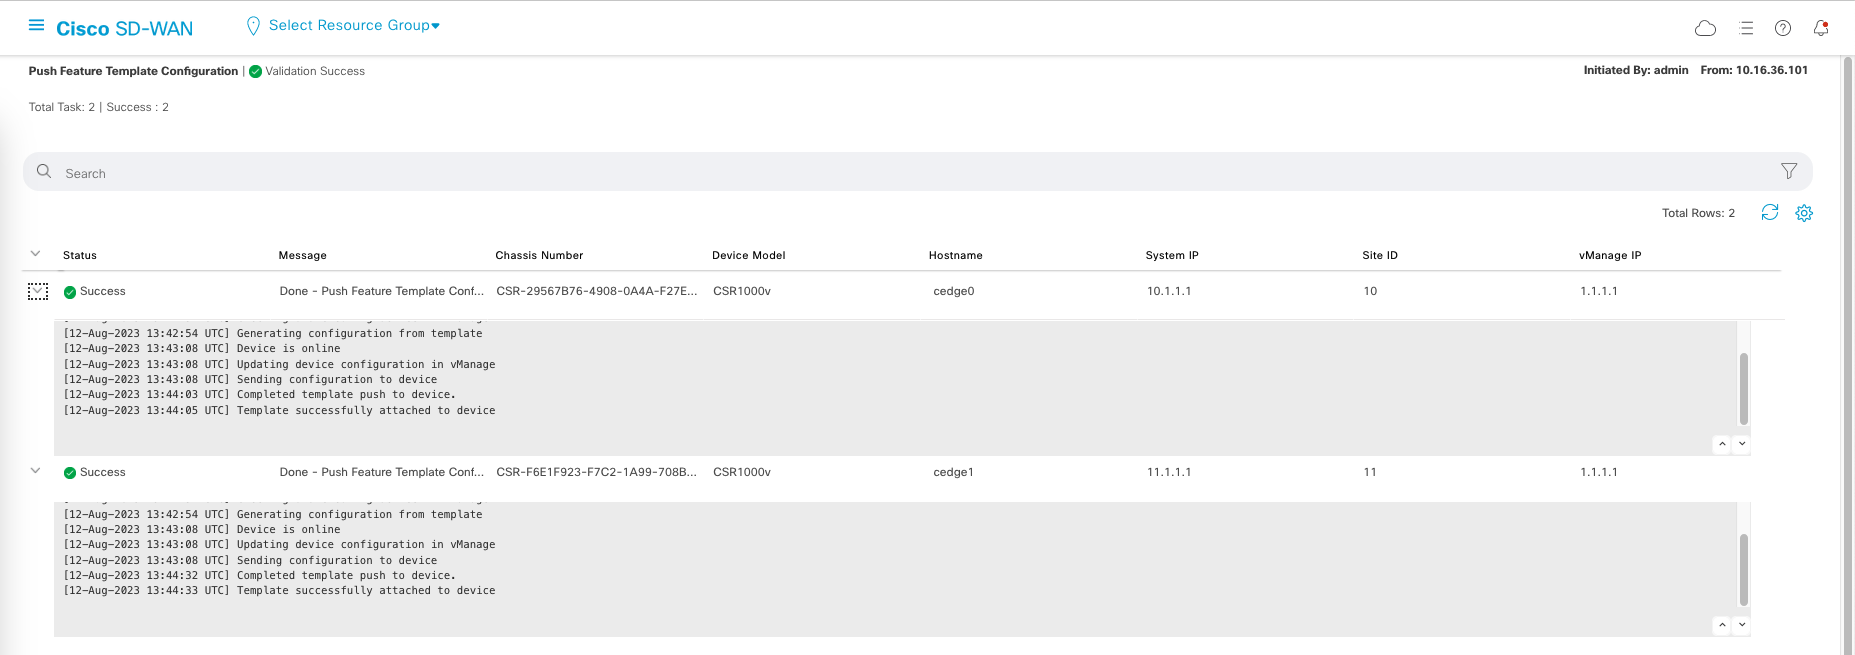 Cisco SD-WAN
Select Resource Group
Push Feature Template Configuration | Validation Success
Initiated By: admin From: 10.16.36.101
Total Task: 2 | Success : 2
Search
Total Rows: 2
Status Message Chassis Number Device Model Hostname System IP Site ID vManage IP
Success Done - Push Feature Template Conf... CSR-29567B76-4908-0A4A-F27E... CSR1000v cedge0 10.1.1.1 10 1.1.1.1
[12-Aug-2023 13:42:54 UTC] Generating configuration from template
[12-Aug-2023 13:43:08 UTC] Device is online
[12-Aug-2023 13:43:08 UTC] Updating device configuration in vManage
[12-Aug-2023 13:43:08 UTC] Sending configuration to device
[12-Aug-2023 13:44:03 UTC] Completed template push to device.
[12-Aug-2023 13:44:05 UTC] Template successfully attached to device
Success Done - Push Feature Template Conf... CSR-F6E1F923-F7C2-1A99-708B... CSR1000v cedge1 11.1.1.1 11 1.1.1.1
[12-Aug-2023 13:42:54 UTC] Generating configuration from template
[12-Aug-2023 13:43:08 UTC] Device is online
[12-Aug-2023 13:43:08 UTC] Updating device configuration in vManage
[12-Aug-2023 13:43:08 UTC] Sending configuration to device
[12-Aug-2023 13:44:32 UTC] Completed template push to device.
[12-Aug-2023 13:44:33 UTC] Template successfully attached to device